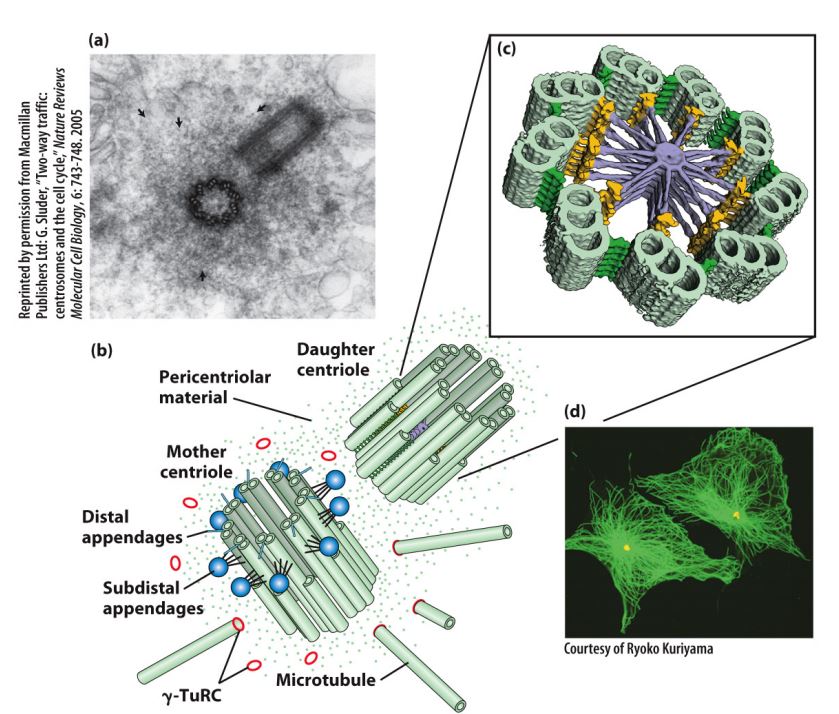 (a)
Reprinted by permission from Macmillan
Publishers Ltd: G. Sluder, "Two-way traffic:
centrosomes and the cell cycle," Nature Reviews
Molecular Cell Biology, 6: 743-748. 2005
(c)
(b)
Daughter
centriole
Pericentriolar
material
(d)
Mother
centriole
Distal
appendages
Subdistal
appendages
Microtubule
γ-TuRC
Courtesy of Ryoko Kuriyama